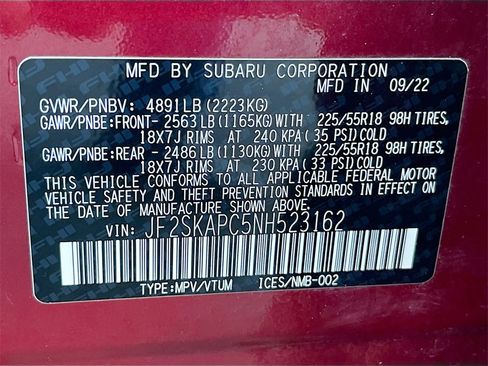 MFD BY SUBARU CORPORATION
MFD IN 09/22
GVWR/PNBV: 4891LB (2223KG)
GAWR/PNBE:FRONT- 2563LB (1165KG)WITH 225/55R18 98H TIRES,
18X7J RIMS AT 240 KPA(35 PSI)COLD
GAWR/PNBE:REAR - 2486LB (1130KG)WITH 225/55R18 98H TIRES,
18X7J RIMS AT 230 KPA(33 PSI)COLD
THIS VEHICLE CONFORMS TO ALL APPLICABLE FEDERAL MOTOR
VEHICLE SAFETY AND THEFT PREVENTION STANDARDS IN EFFECT
ON THE DATE OF MANUFACTURE SHOWN ABOVE.
VIN: JF2SKAPC5NH523162
TYPE:MPV/VTUM ICES/NMB-002